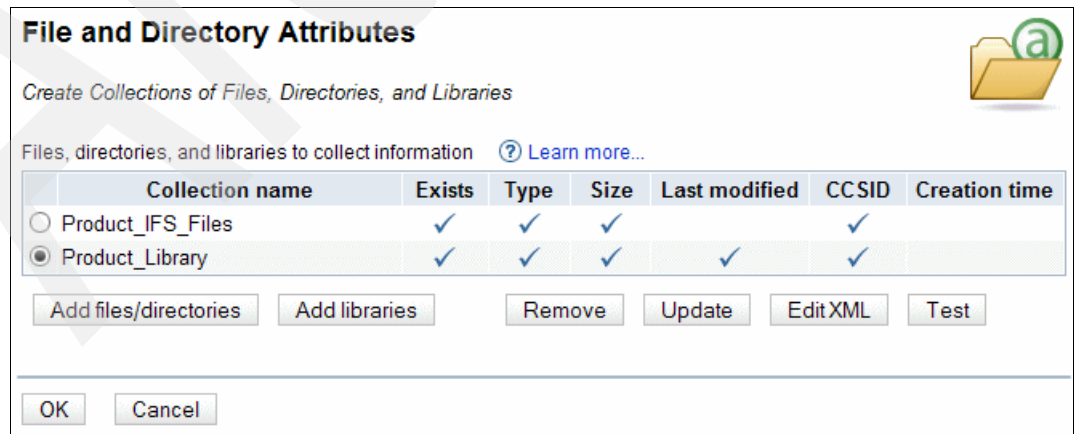 File and Directory Attributes
a
Create Collections of Files, Directories, and Libraries
Files, directories, and libraries to collect information ? Learn more...
Collection name Exists Type Size Last modified CCSID Creation time
Product_IFS_Files ✓ ✓ ✓ ✓
Product_Library ✓ ✓ ✓ ✓ ✓
Add files/directories Add libraries Remove Update Edit XML Test
OK Cancel